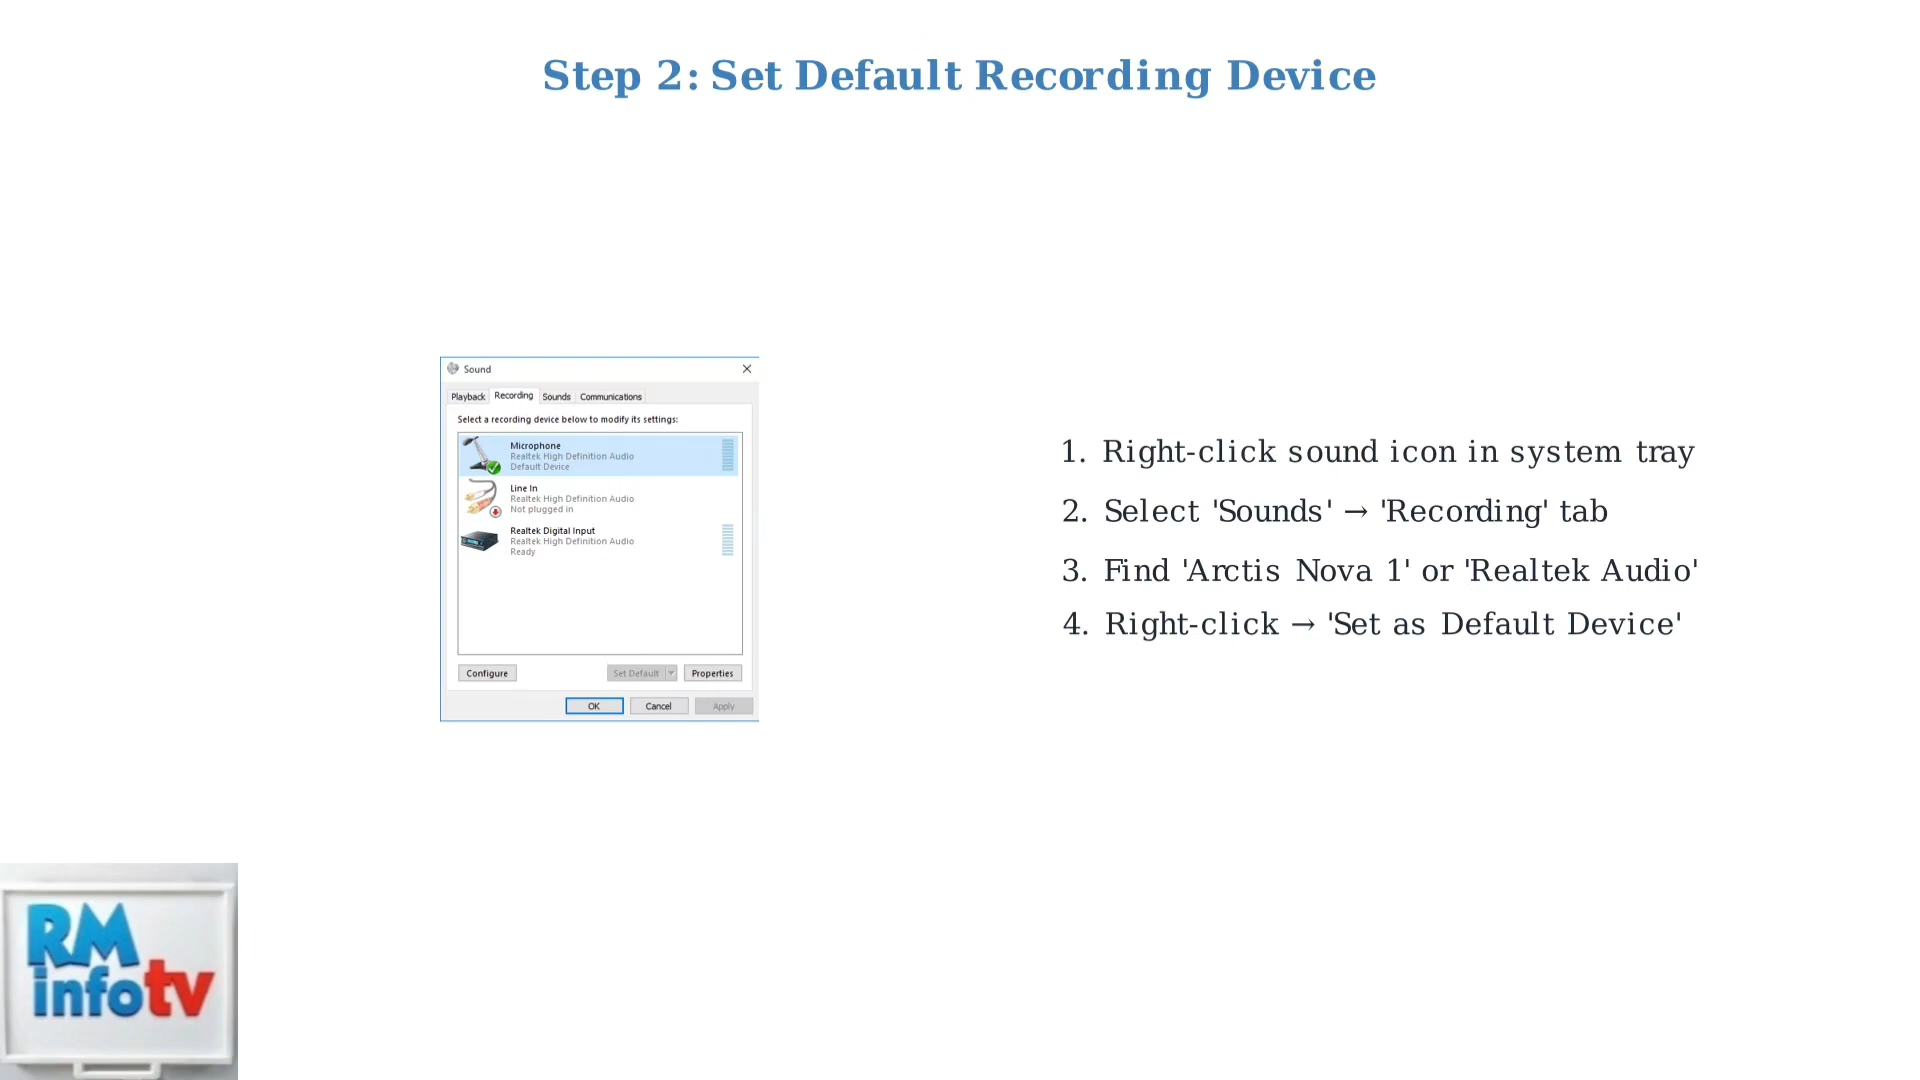 Step 2: Set Default Recording Device
Sound
Playback Recording Sounds Communications
Select a recording device below to modify its settings:
Microphone
Realtek High Definition Audio
Default Device
Line In
Realtek High Definition Audio
Not plugged in
Realtek Digital Input
Realtek High Definition Audio
Ready
Configure Set Default Properties
OK Cancel Apply
1. Right-click sound icon in system tray
2. Select 'Sounds' → 'Recording' tab
3. Find 'Arctis Nova 1' or 'Realtek Audio'
4. Right-click → 'Set as Default Device'
RM
infotv